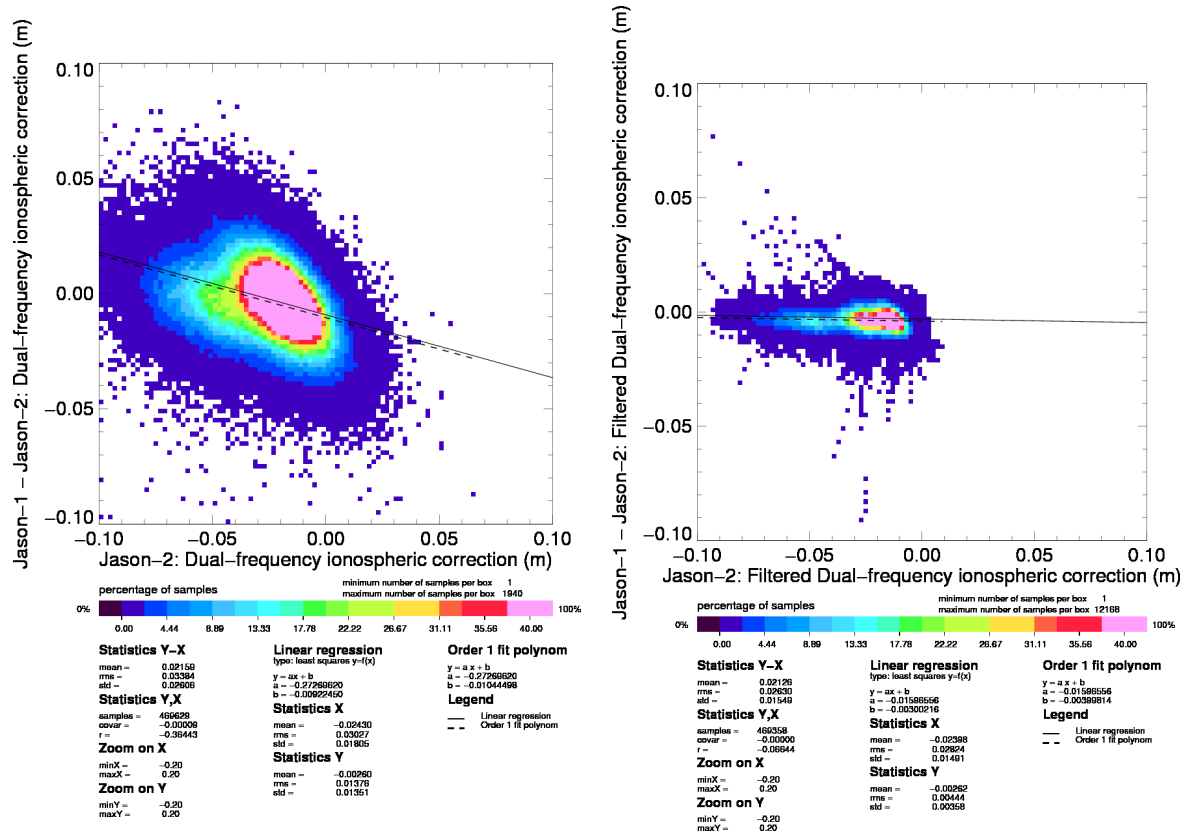 Jason−1 − Jason−2: Dual−frequency ionospheric correction (m)
0.10
0.05
0.00
−0.05
−0.10
−0.10 −0.05 0.00 0.05 0.10
Jason−2: Dual−frequency ionospheric correction (m)
percentage of samples
minimum number of samples per box 1
maximum number of samples per box 1940
0% 100%
0.00 4.44 8.89 13.33 17.78 22.22 26.67 31.11 35.56 40.00
Statistics Y−X
mean = 0.02159
rms = 0.03384
std = 0.02606
Statistics Y,X
samples = 469629
covar = −0.00009
r = −0.36443
Zoom on X
minX = −0.20
maxX = 0.20
Zoom on Y
minY = −0.20
maxY = 0.20
Linear regression
type: least squares y=f(x)
y = ax + b
a = −0.27269620
b = −0.00922450
Statistics X
mean = −0.02430
rms = 0.03027
std = 0.01805
Statistics Y
mean = −0.00260
rms = 0.01376
std = 0.01351
Order 1 fit polynom
y = a x + b
a = −0.27269620
b = −0.01044498
Legend
Linear regression
Order 1 fit polynom
Jason−1 − Jason−2: Filtered Dual−frequency ionospheric correction (m)
0.10
0.05
0.00
−0.05
−0.10
−0.10 −0.05 0.00 0.05 0.10
Jason−2: Filtered Dual−frequency ionospheric correction (m)
percentage of samples
minimum number of samples per box 1
maximum number of samples per box 12168
0% 100%
0.00 4.44 8.89 13.33 17.78 22.22 26.67 31.11 35.56 40.00
Statistics Y−X
mean = 0.02126
rms = 0.02630
std = 0.01549
Statistics Y,X
samples = 469358
covar = −0.00000
r = −0.06644
Zoom on X
minX = −0.20
maxX = 0.20
Zoom on Y
minY = −0.20
maxY = 0.20
Linear regression
type: least squares y=f(x)
y = ax + b
a = −0.01596556
b = −0.00300216
Statistics X
mean = −0.02398
rms = 0.02824
std = 0.01491
Statistics Y
mean = −0.00262
rms = 0.00444
std = 0.00358
Order 1 fit polynom
y = a x + b
a = −0.01596556
b = −0.00399814
Legend
Linear regression
Order 1 fit polynom